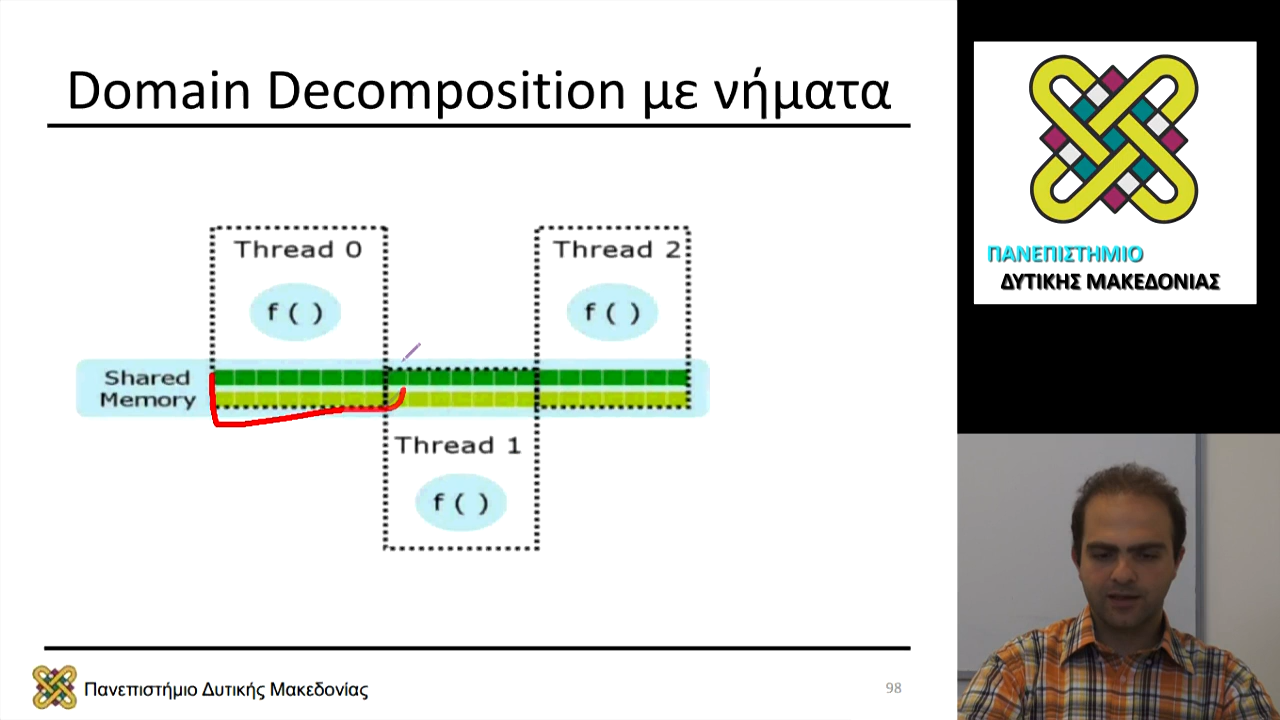 Domain Decomposition με νήματα
Thread 0
Thread 2
f ( )
f ( )
Shared
Memory
Thread 1
f ( )
Πανεπιστήμιο Δυτικής Μακεδονίας
98
ΠΑΝΕΠΙΣΤΗΜΙΟ
ΔΥΤΙΚΗΣ ΜΑΚΕΔΟΝΙΑΣ